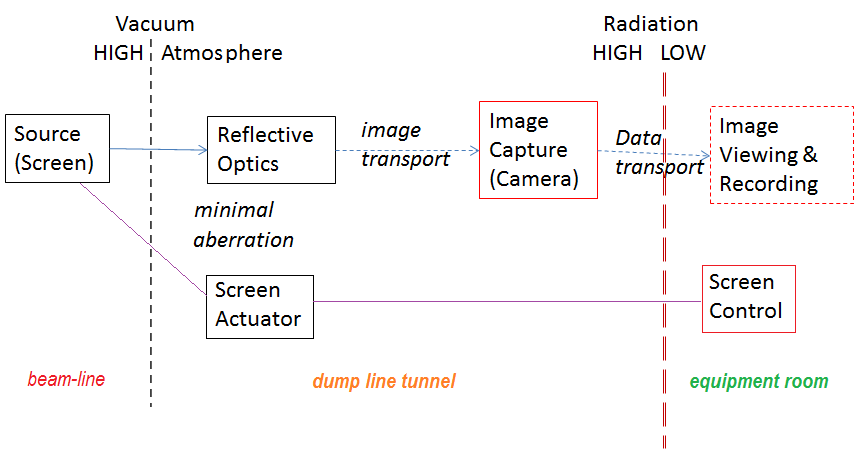 Vacuum
HIGH Atmosphere
Radiation
HIGH LOW
Source
(Screen)
Reflective
Optics
image
transport
Image
Capture
(Camera)
Data
transport
Image
Viewing &
Recording
minimal
aberration
Screen
Actuator
Screen
Control
beam-line
dump line tunnel
equipment room